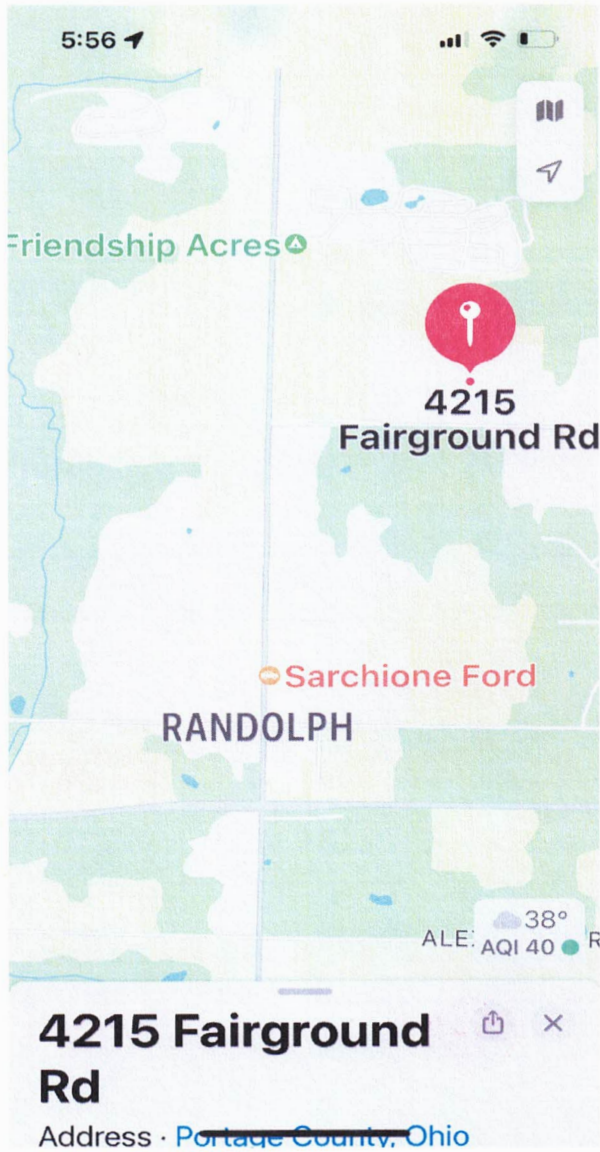 5:56
Friendship Acres
4215
Fairground Rd
Sarchione Ford
RANDOLPH
38°
ALE
AQI 40
R
4215 Fairground
Rd
Address · Portage County, Ohio